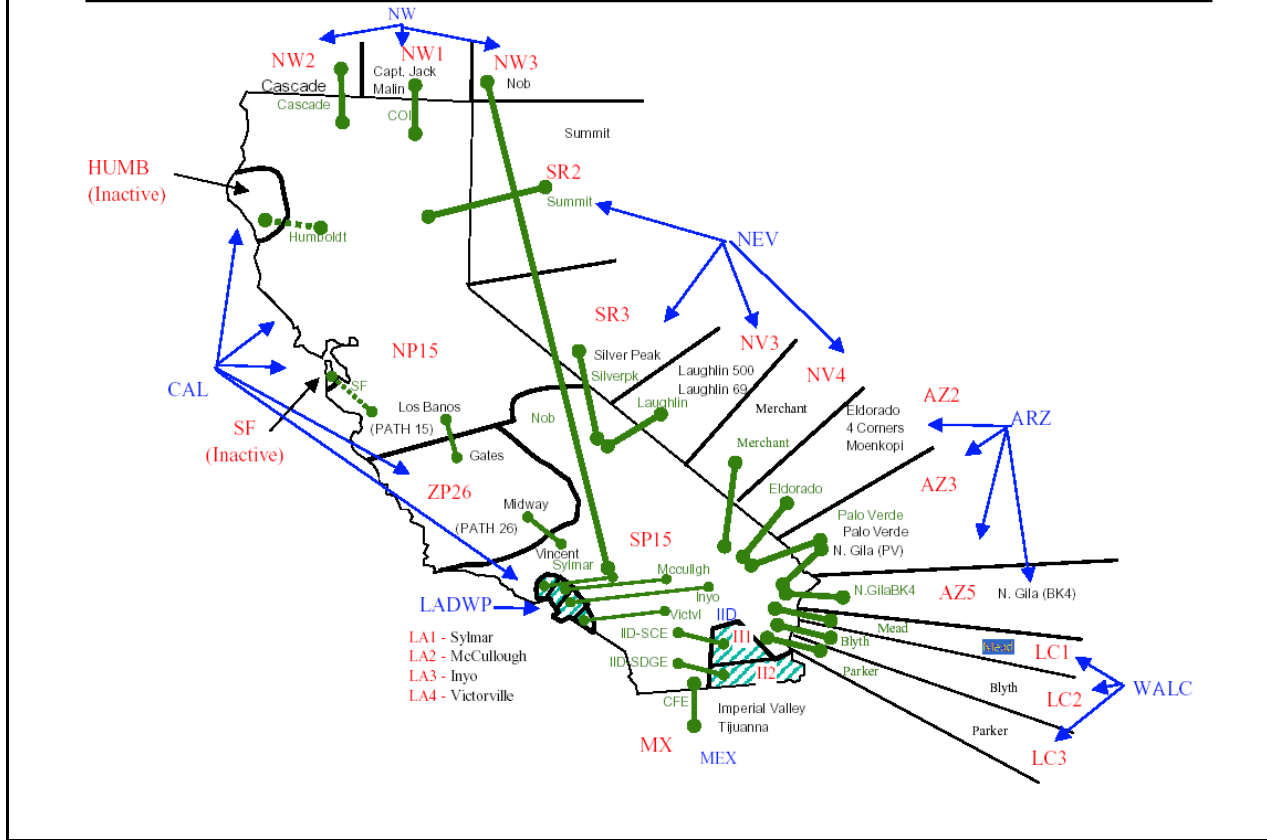 NW
NW2
NW1
NW3
Capt. Jack
Malin
Nob
Cascade
Cascade
COI
Summit
HUMB
(Inactive)
SR2
Summit
Humboldt
NEV
SR3
NP15
NV3
Silver Peak
Silverpk
Laughlin 500
Laughlin 69
NV4
CAL
SF
Los Banos
(PATH 15)
Nob
Laughlin
Merchant
AZ2
Eldorado
4 Corners
Moenkopi
ARZ
SF
(Inactive)
Gates
Merchant
AZ3
ZP26
Eldorado
Midway
(PATH 26)
Palo Verde
Palo Verde
N. Gila (PV)
Vincent
SP15
Sylmar
Mccullgh
Inyo
N.GilaBK4
AZ5
N. Gila (BK4)
LADWP
Victvl
IID
Mead
LA1 - Sylmar
LA2 - McCullough
LA3 - Inyo
LA4 - Victorville
IID-SCE
II1
Blyth
Mead
LC1
IID-SDGE
II2
Parker
Blyth
LC2
WALC
CFE
Imperial Valley
Tijuanna
Parker
LC3
MX
MEX